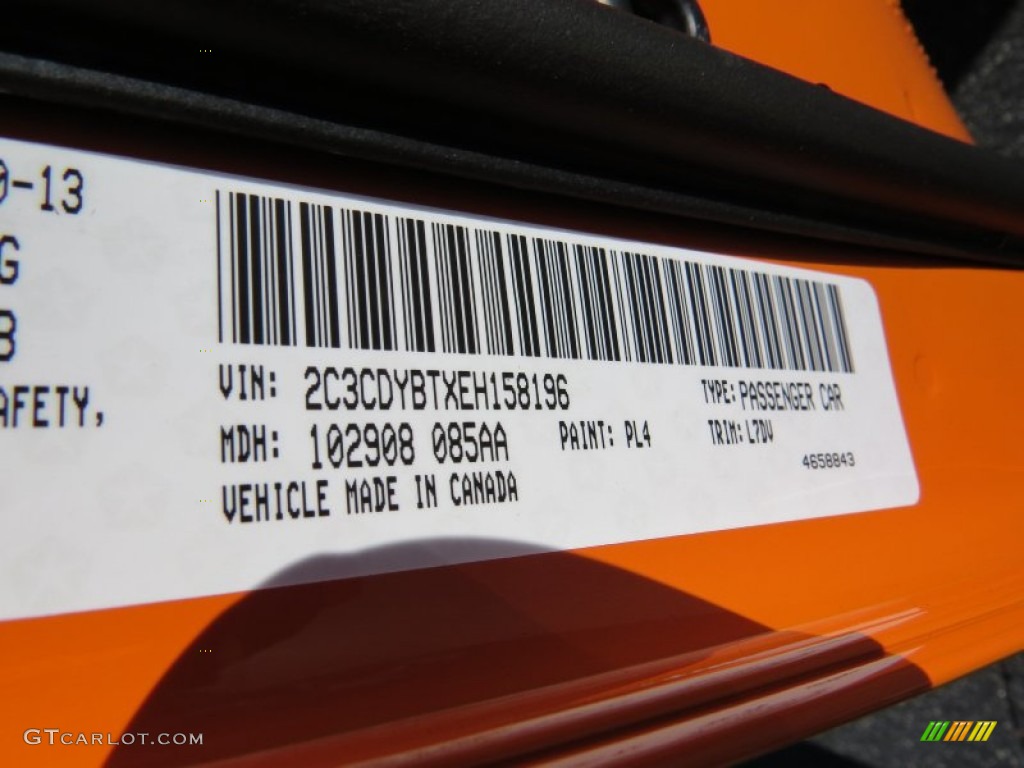 0-13
G
B
AFETY,
VIN: 2C3CDYBTXEH158196 TYPE: PASSENGER CAR
MDH: 102908 085AA PAINT: PL4 TRIM: L7DV
VEHICLE MADE IN CANADA 4658843
GTCARLOT.COM